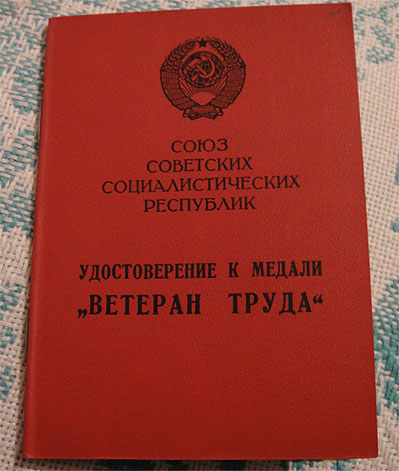 СОЮЗ
СОВЕТСКИХ
СОЦИАЛИСТИЧЕСКИХ
РЕСПУБЛИК
УДОСТОВЕРЕНИЕ К МЕДАЛИ
„ВЕТЕРАН ТРУДА“